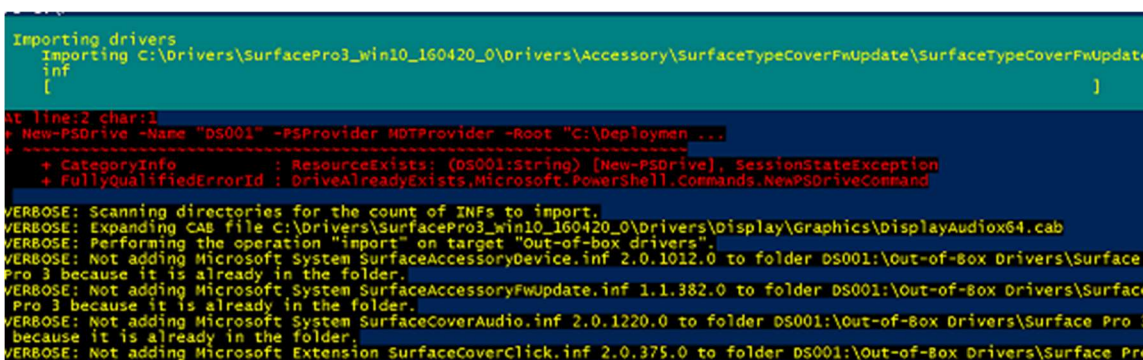 Importing drivers
Importing C:\Drivers\SurfacePro3_Win10_160420_0\Drivers\Accessory\SurfaceTypeCoverFwUpdate\SurfaceTypeCoverFwUpdate
inf
[ ]
At line:2 char:1
+ New-PSDrive -Name "DS001" -PSProvider MDTProvider -Root "C:\Deploymen ...
+ ~~~~~~~~~~~~~~~~~~~~~~~~~~~~~~~~~~~~~~~~~~~~~~~~~~~~~~~~~~~~~~~~~~~~~
+ CategoryInfo : ResourceExists: (DS001:String) [New-PSDrive], SessionStateException
+ FullyQualifiedErrorId : DriveAlreadyExists,Microsoft.PowerShell.Commands.NewPSDriveCommand
VERBOSE: Scanning directories for the count of INFs to import.
VERBOSE: Expanding CAB file C:\Drivers\SurfacePro3_Win10_160420_0\Drivers\Display\Graphics\DisplayAudiox64.cab
VERBOSE: Performing the operation "import" on target "Out-of-box drivers".
VERBOSE: Not adding Microsoft System SurfaceAccessoryDevice.inf 2.0.1012.0 to folder DS001:\Out-of-Box Drivers\Surface
Pro 3 because it is already in the folder.
VERBOSE: Not adding Microsoft System SurfaceAccessoryFwUpdate.inf 1.1.382.0 to folder DS001:\Out-of-Box Drivers\Surface
Pro 3 because it is already in the folder.
VERBOSE: Not adding Microsoft System SurfaceCoverAudio.inf 2.0.1220.0 to folder DS001:\Out-of-Box Drivers\Surface Pro
because it is already in the folder.
VERBOSE: Not adding Microsoft Extension SurfaceCoverClick.inf 2.0.375.0 to folder DS001:\Out-of-Box Drivers\Surface